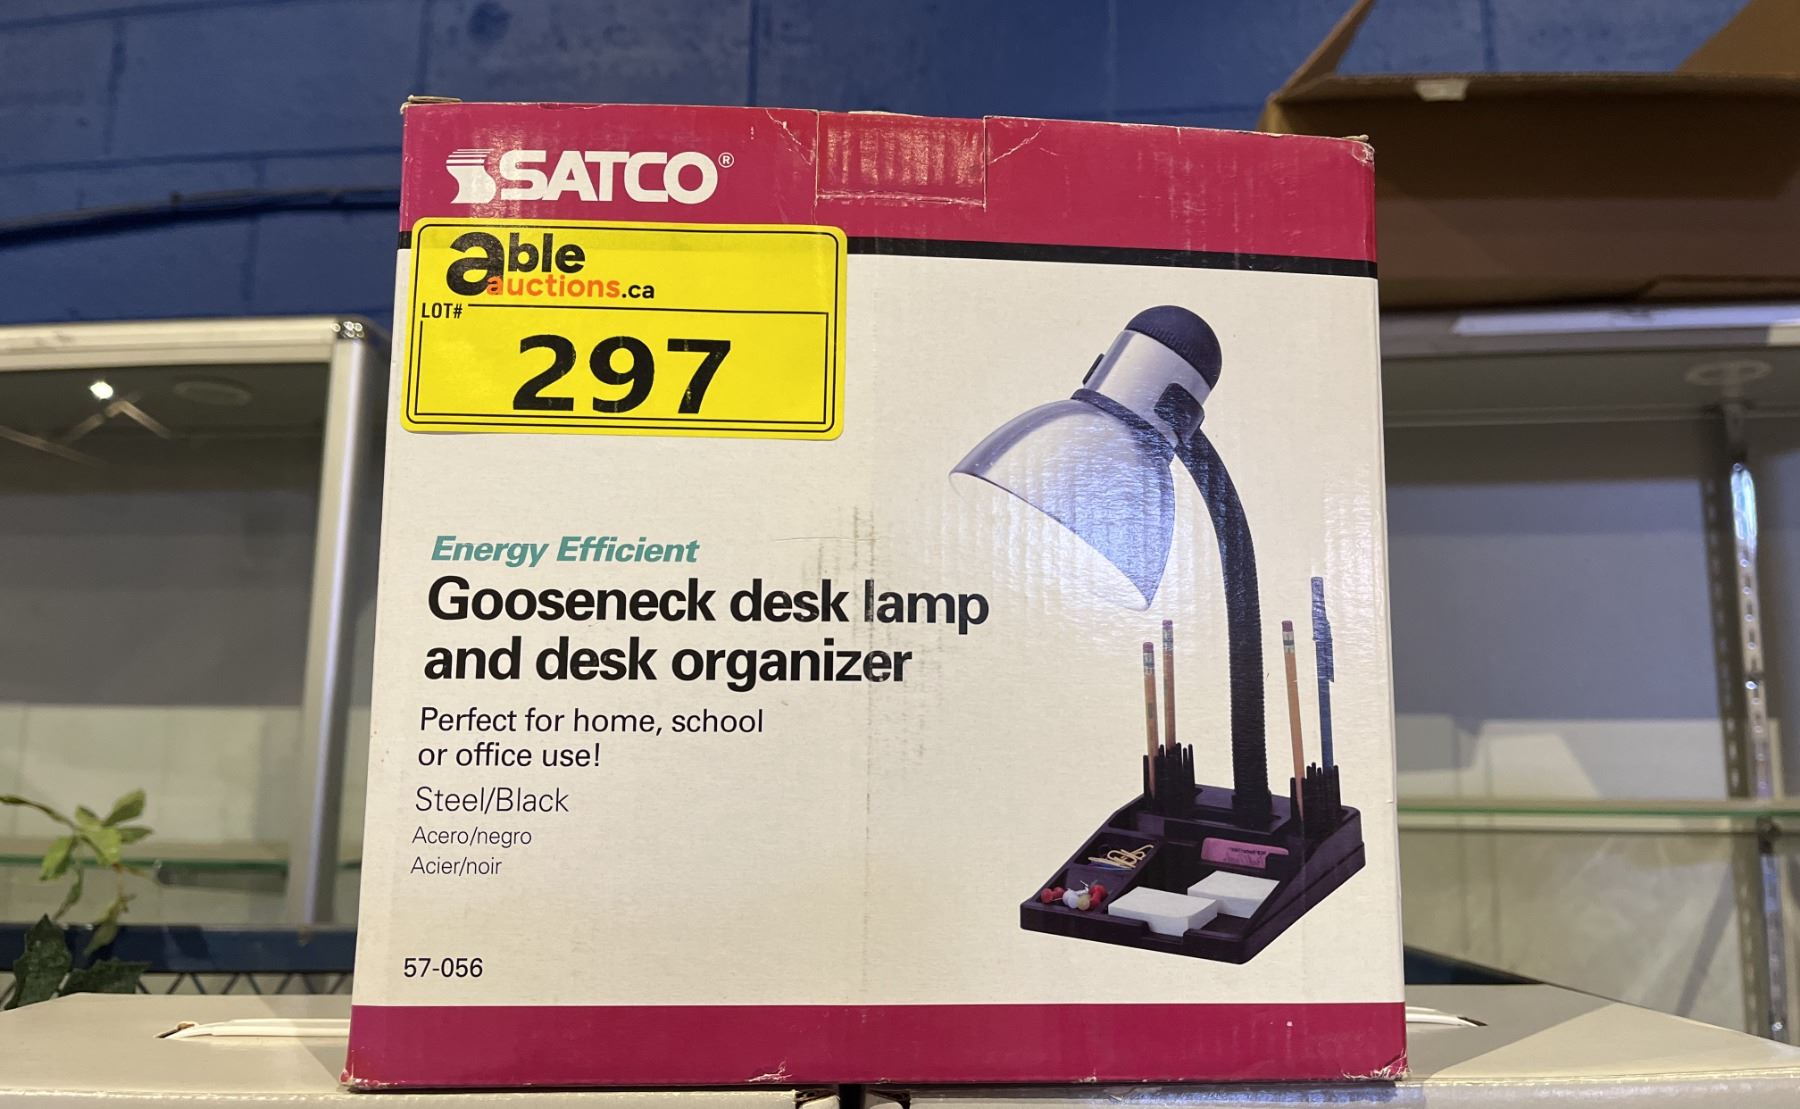 SATCO®
able
auctions.ca
LOT#
297
Energy Efficient
Gooseneck desk lamp
and desk organizer
Perfect for home, school
or office use!
Steel/Black
Acero/negro
Acier/noir
57-056